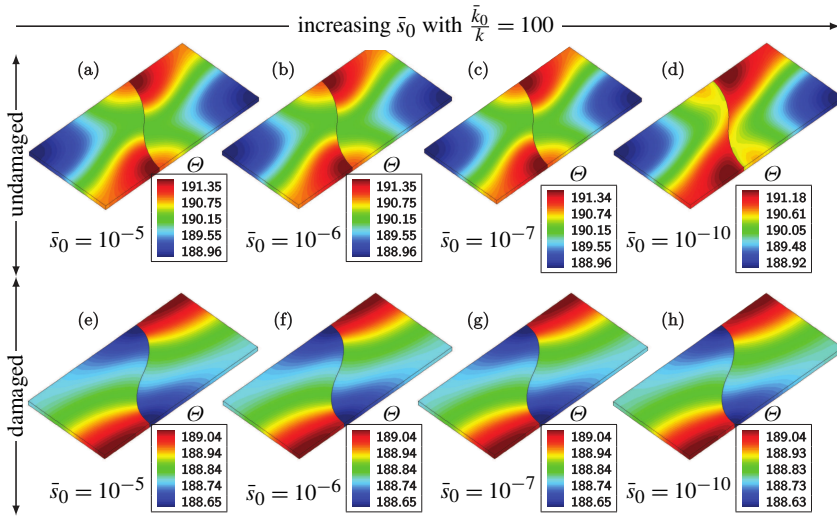 increasing s̄₀ with k̄₀/k = 100
undamaged
(a) (b) (c) (d)
Θ Θ Θ Θ
191.35 191.35 191.34 191.18
190.75 190.75 190.74 190.61
190.15 190.15 190.15 190.05
189.55 189.55 189.55 189.48
188.96 188.96 188.96 188.92
s̄₀ = 10⁻⁵ s̄₀ = 10⁻⁶ s̄₀ = 10⁻⁷ s̄₀ = 10⁻¹⁰
damaged
(e) (f) (g) (h)
Θ Θ Θ Θ
189.04 189.04 189.04 189.04
188.94 188.94 188.94 188.93
188.84 188.84 188.84 188.83
188.74 188.74 188.74 188.73
188.65 188.65 188.65 188.63
s̄₀ = 10⁻⁵ s̄₀ = 10⁻⁶ s̄₀ = 10⁻⁷ s̄₀ = 10⁻¹⁰